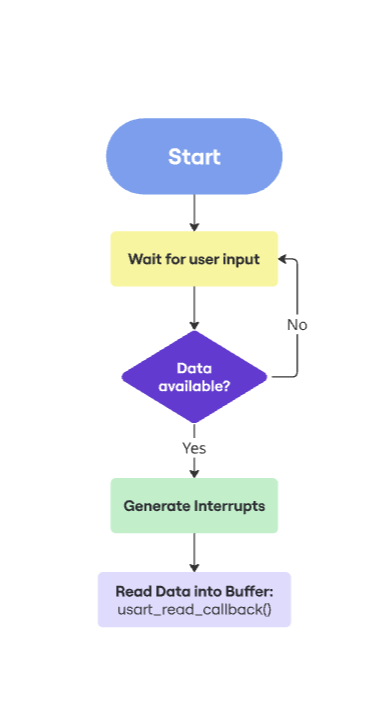 Start
Wait for user input
Data
available?
No
Yes
Generate Interrupts
Read Data into Buffer:
usart_read_callback()